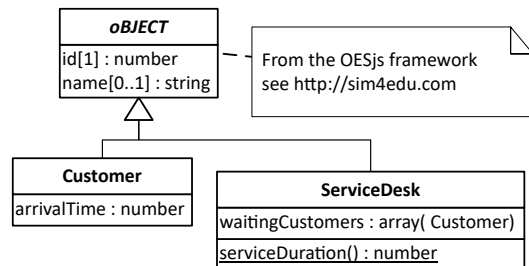 oBJECT
id[1] : number
name[0..1] : string
From the OESjs framework
see http://sim4edu.com
Customer
arrivalTime : number
ServiceDesk
waitingCustomers : array( Customer)
serviceDuration() : number